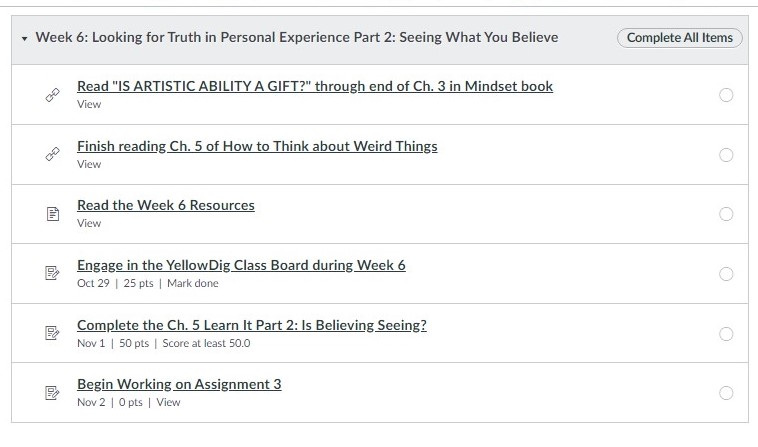 Week 6: Looking for Truth in Personal Experience Part 2: Seeing What You Believe
Complete All Items
Read "IS ARTISTIC ABILITY A GIFT?" through end of Ch. 3 in Mindset book
View
Finish reading Ch. 5 of How to Think about Weird Things
View
Read the Week 6 Resources
View
Engage in the YellowDig Class Board during Week 6
Oct 29 | 25 pts | Mark done
Complete the Ch. 5 Learn It Part 2: Is Believing Seeing?
Nov 1 | 50 pts | Score at least 50.0
Begin Working on Assignment 3
Nov 2 | 0 pts | View